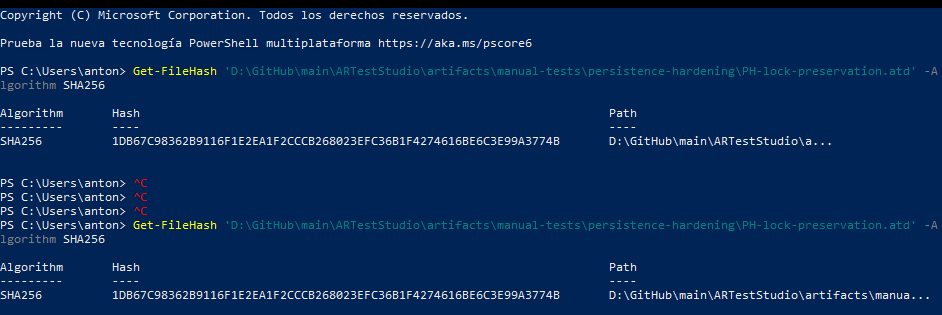 Copyright (C) Microsoft Corporation. Todos los derechos reservados.
Prueba la nueva tecnología PowerShell multiplataforma https://aka.ms/pscore6
PS C:\Users\anton> Get-FileHash 'D:\GitHub\main\ARTestStudio\artifacts\manual-tests\persistence-hardening\PH-lock-preservation.atd' -A
lgorithm SHA256
Algorithm Hash Path
--------- ---- ----
SHA256 1DB67C98362B9116F1E2EA1F2CCCB268023EFC36B1F4274616BE6C3E99A3774B D:\GitHub\main\ARTestStudio\a...
PS C:\Users\anton> ^C
PS C:\Users\anton> ^C
PS C:\Users\anton> ^C
PS C:\Users\anton> Get-FileHash 'D:\GitHub\main\ARTestStudio\artifacts\manual-tests\persistence-hardening\PH-lock-preservation.atd' -A
lgorithm SHA256
Algorithm Hash Path
--------- ---- ----
SHA256 1DB67C98362B9116F1E2EA1F2CCCB268023EFC36B1F4274616BE6C3E99A3774B D:\GitHub\main\ARTestStudio\artifacts\manua...